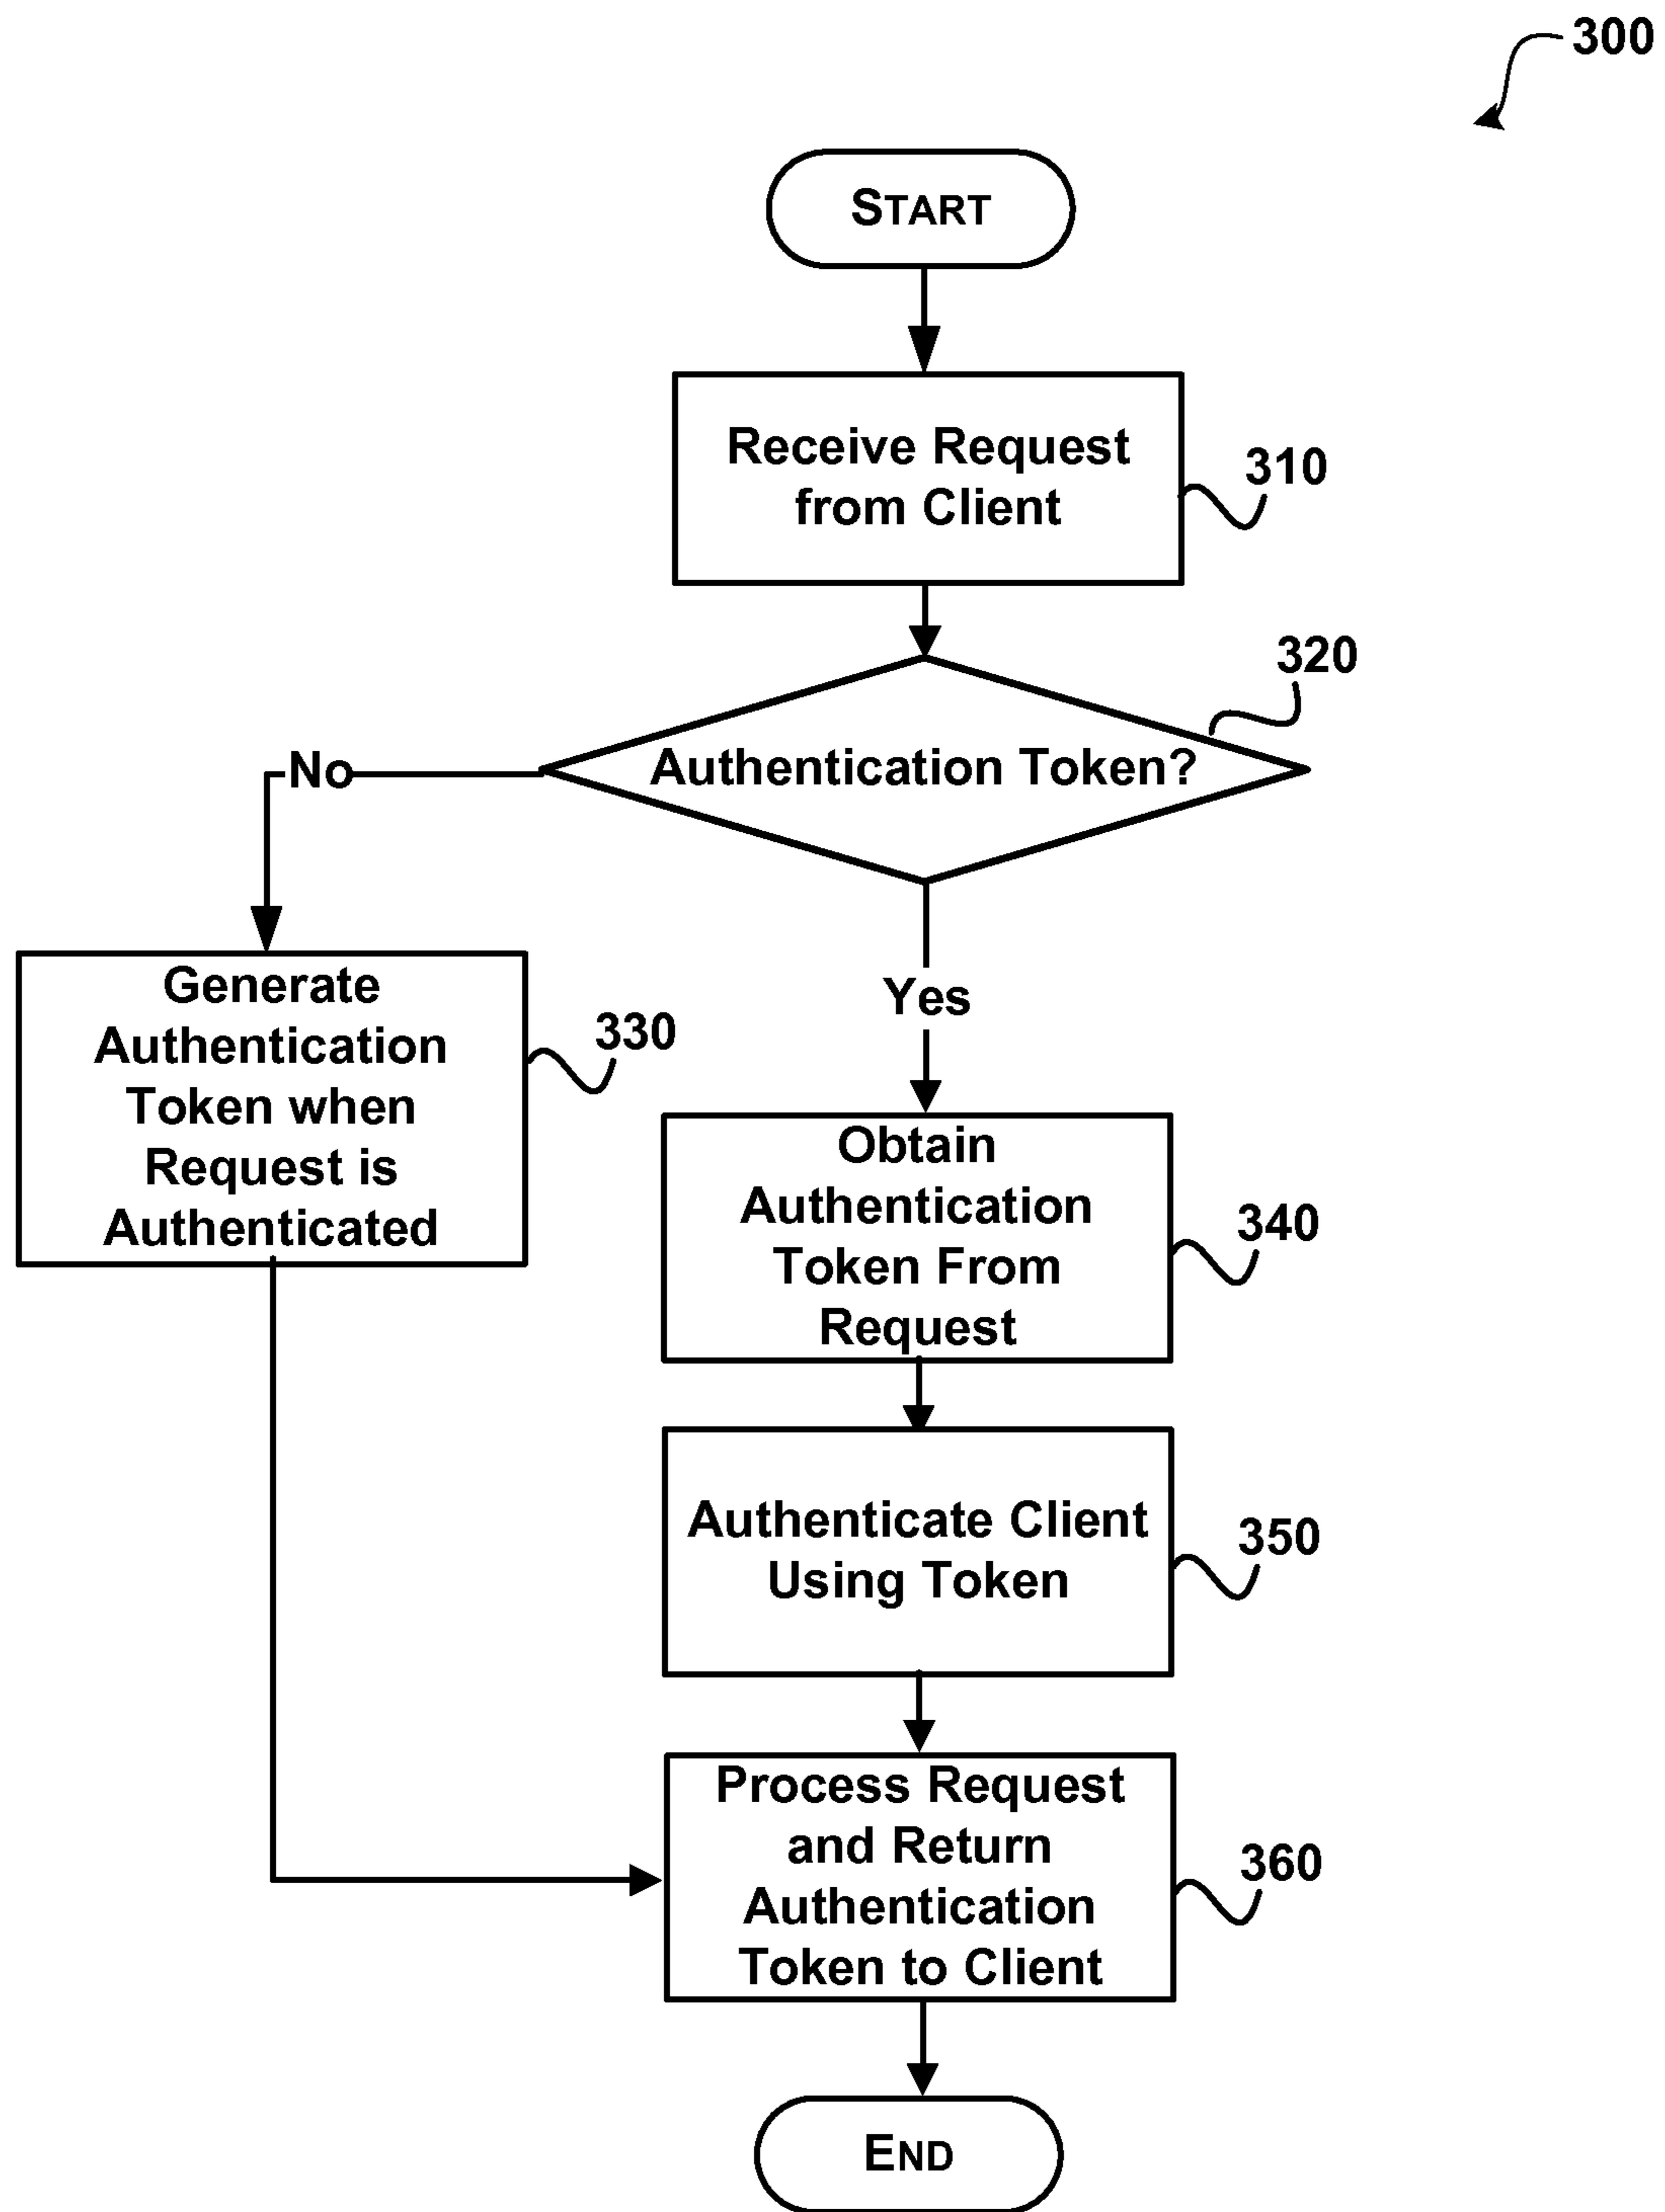 300
START
Receive Request
from Client
310
320
Authentication Token?
No
Yes
Generate
Authentication
Token when
Request is
Authenticated
330
Obtain
Authentication
Token From
Request
340
Authenticate Client
Using Token
350
Process Request
and Return
Authentication
Token to Client
360
END